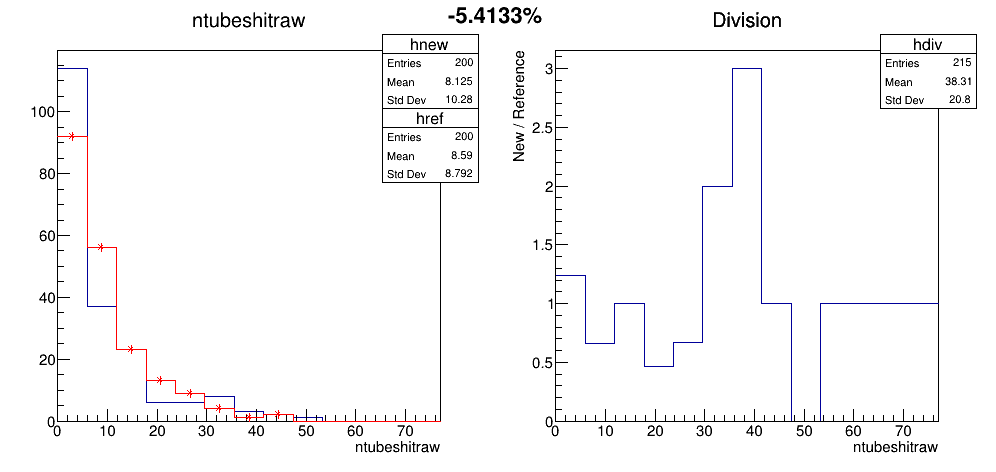 -5.4133%
ntubeshitraw
hnew
Entries 200
Mean 8.125
Std Dev 10.28
href
Entries 200
Mean 8.59
Std Dev 8.792
100
80
60
40
20
0
0 10 20 30 40 50 60 70
ntubeshitraw
Division
hdiv
Entries 215
Mean 38.31
Std Dev 20.8
New / Reference
3
2.5
2
1.5
1
0.5
0
0 10 20 30 40 50 60 70
ntubeshitraw